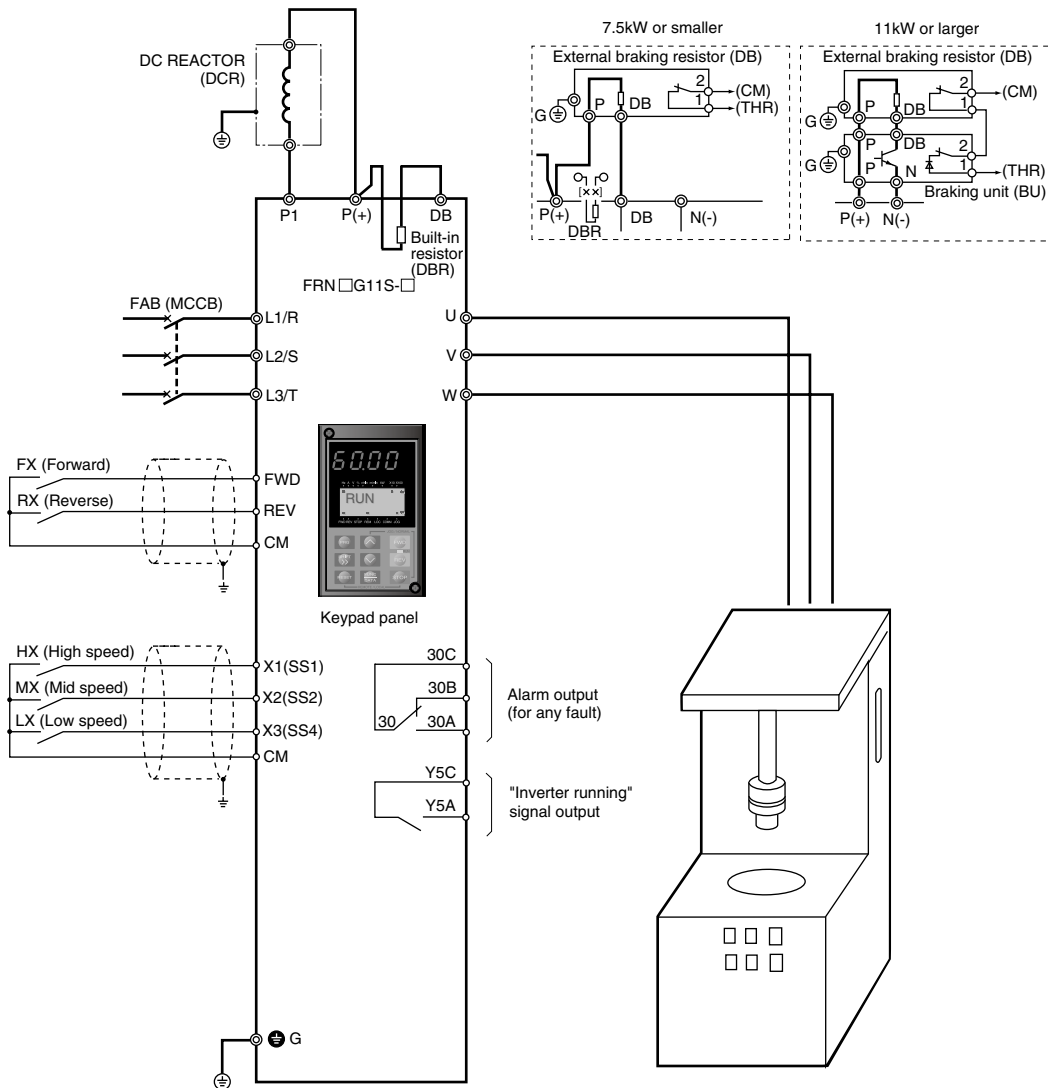 7.5kW or smaller
11kW or larger
DC REACTOR
(DCR)
External braking resistor (DB)
P
DB
2
1
(CM)
(THR)
G
P(+)
DBR
DB
N(-)
External braking resistor (DB)
G
P
DB
2
1
(CM)
G
P
DB
P
N
2
1
(THR)
Braking unit (BU)
P(+)
N(-)
P1
P(+)
DB
Built-in
resistor
(DBR)
FRN□G11S-□
FAB (MCCB)
L1/R
L2/S
L3/T
U
V
W
FX (Forward)
RX (Reverse)
FWD
REV
CM
60.00
RUN
STOP
RESET
Keypad panel
HX (High speed)
MX (Mid speed)
LX (Low speed)
X1(SS1)
X2(SS2)
X3(SS4)
CM
30C
30B
30
30A
Alarm output
(for any fault)
Y5C
Y5A
"Inverter running"
signal output
G